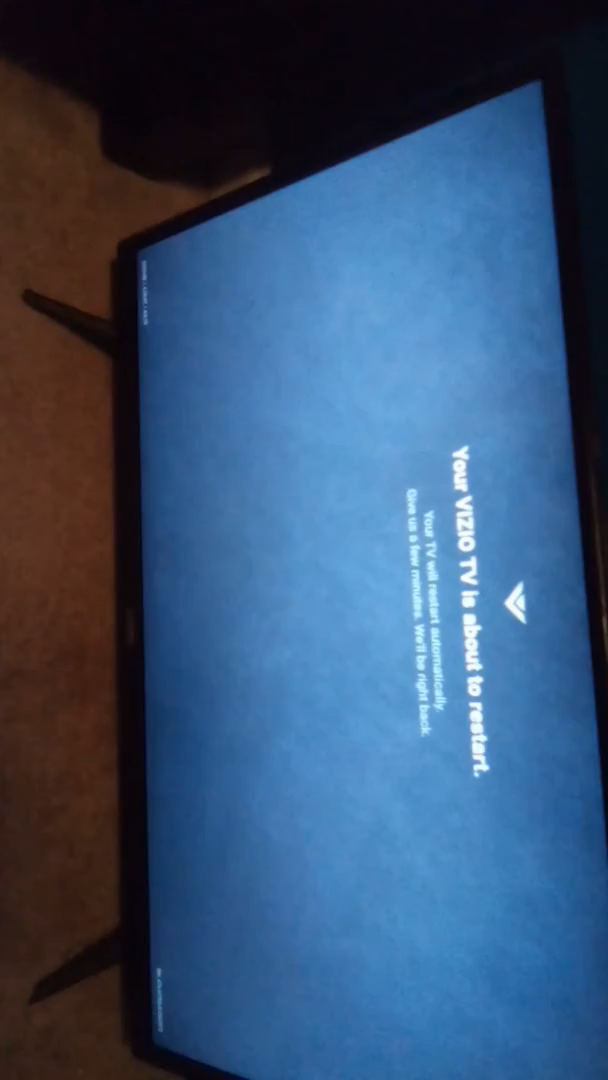 Your VIZIO TV is about to restart.
Your TV will restart automatically.
Give us a few minutes. We'll be right back.